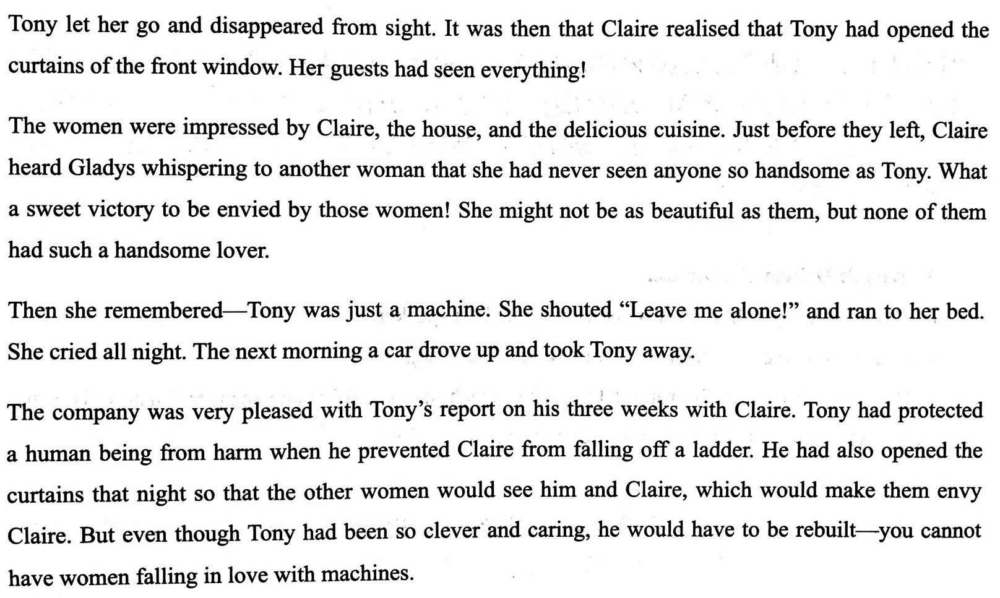 Tony let her go and disappeared from sight. It was then that Claire realised that Tony had opened the
curtains of the front window. Her guests had seen everything!
The women were impressed by Claire, the house, and the delicious cuisine. Just before they left, Claire
heard Gladys whispering to another woman that she had never seen anyone so handsome as Tony. What
a sweet victory to be envied by those women! She might not be as beautiful as them, but none of them
had such a handsome lover.
Then she remembered—Tony was just a machine. She shouted “Leave me alone!” and ran to her bed.
She cried all night. The next morning a car drove up and took Tony away.
The company was very pleased with Tony’s report on his three weeks with Claire. Tony had protected
a human being from harm when he prevented Claire from falling off a ladder. He had also opened the
curtains that night so that the other women would see him and Claire, which would make them envy
Claire. But even though Tony had been so clever and caring, he would have to be rebuilt—you cannot
have women falling in love with machines.